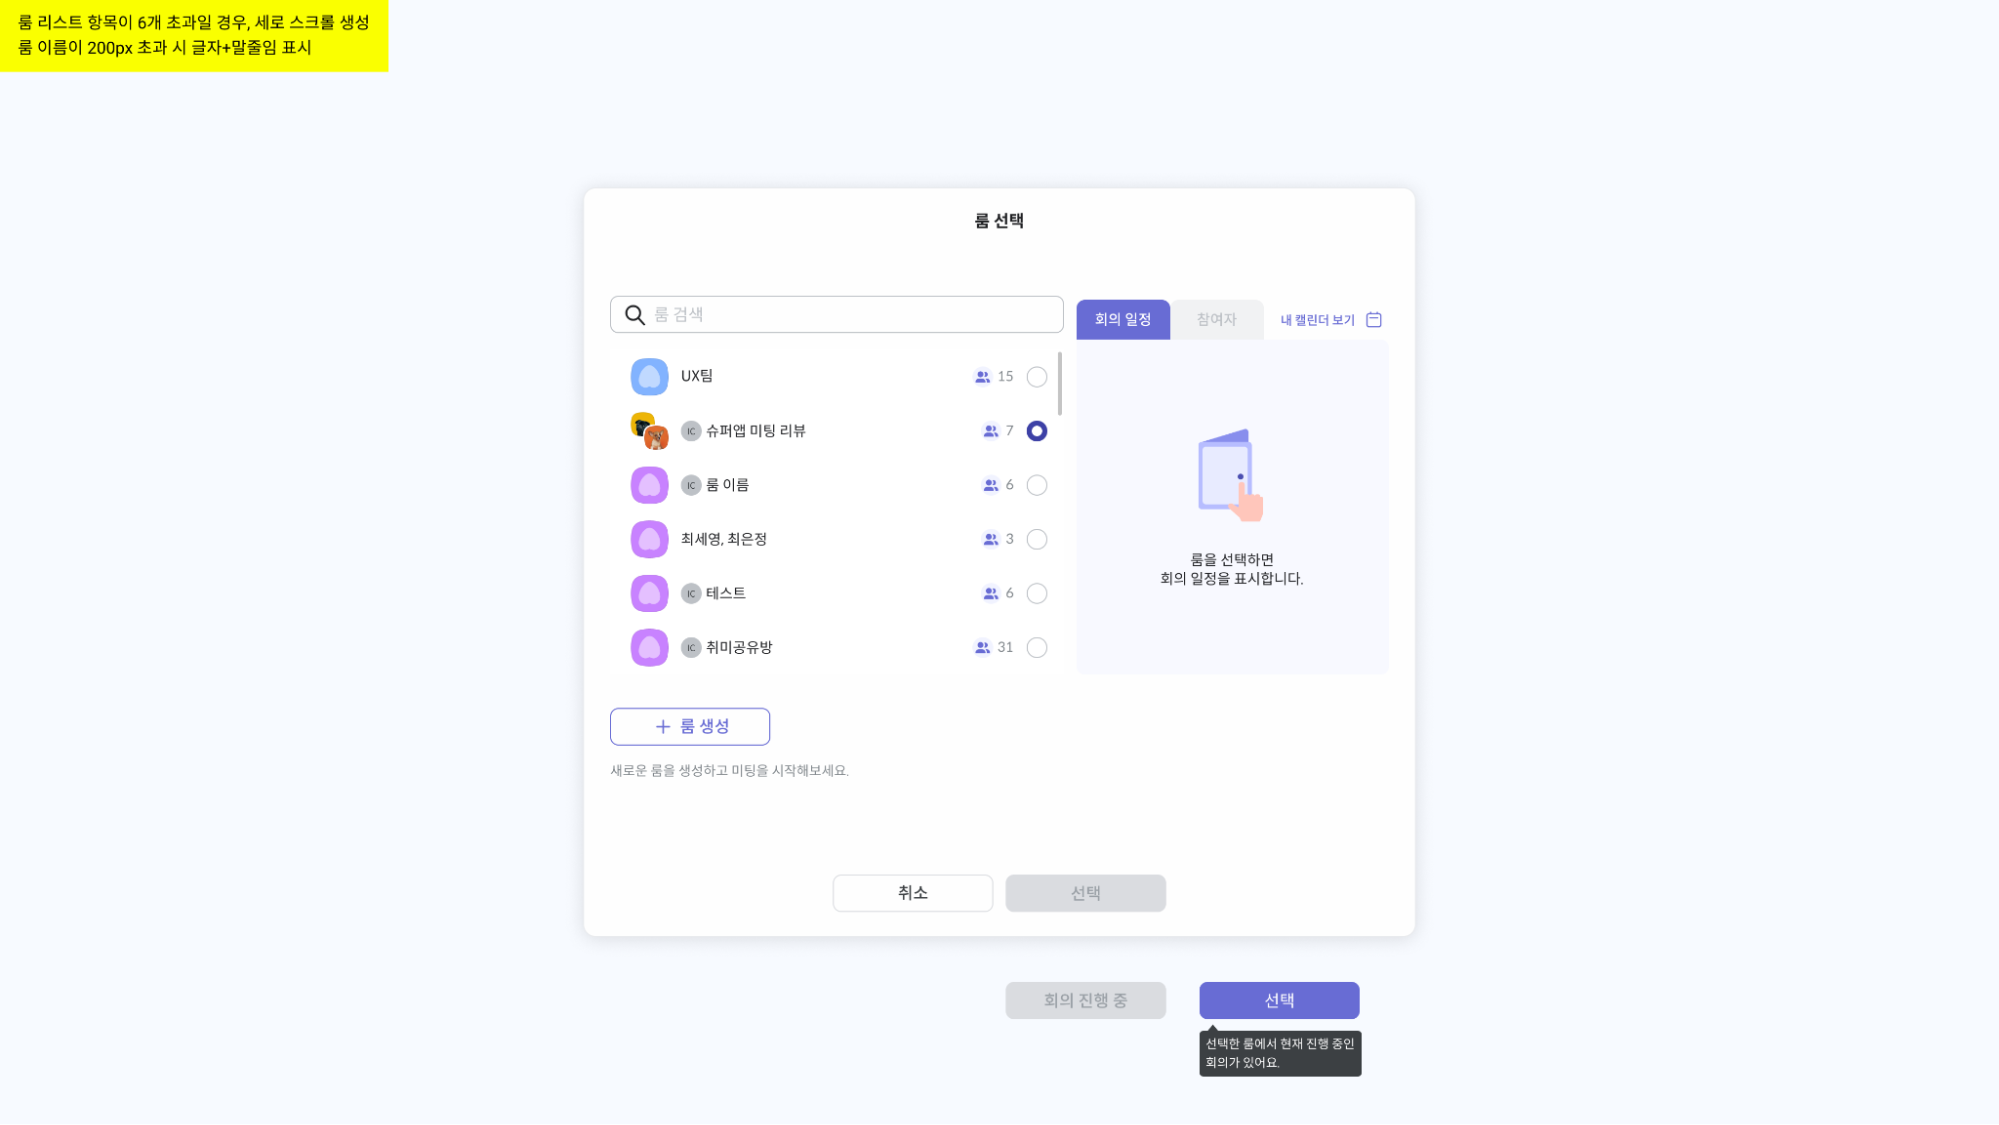 룸 리스트 항목이 6개 초과일 경우, 세로 스크롤 생성
룸 이름이 200px 초과 시 글자+말줄임 표시
룸 선택
룸 검색
회의 일정
참여자
내 캘린더 보기
UX팀
15
IC 슈퍼앱 미팅 리뷰
7
IC 룸 이름
6
최세영, 최은정
3
IC 테스트
6
IC 취미공유방
31
룸을 선택하면
회의 일정을 표시합니다.
룸 생성
새로운 룸을 생성하고 미팅을 시작해보세요.
취소
선택
회의 진행 중
선택
선택한 룸에서 현재 진행 중인
회의가 있어요.